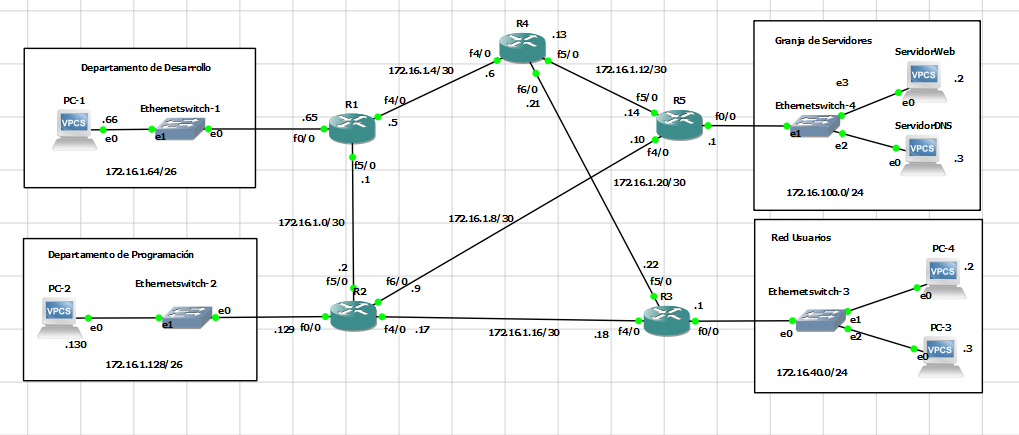 R4
.13
f4/0
f5/0
.6
172.16.1.4/30
172.16.1.12/30
f6/0
.21
Departamento de Desarrollo
PC-1
VPCS
.66
e0
Ethernetswitch-1
e1
e0
172.16.1.64/26
R1
f4/0
.65
f0/0
.5
f5/0
.1
172.16.1.0/30
f5/0
R5
.14
f0/0
.10
f4/0
.1
172.16.1.20/30
172.16.1.8/30
Granja de Servidores
ServidorWeb
VPCS
.2
e3
e0
Ethernetswitch-4
e1
e2
ServidorDNS
VPCS
e0
.3
172.16.100.0/24
Departamento de Programación
PC-2
VPCS
e0
.130
Ethernetswitch-2
e1
e0
172.16.1.128/26
.2
f5/0
R2
f6/0
.9
.129
f0/0
f4/0
.17
172.16.1.16/30
.22
f5/0
R3
.1
.18
f4/0
f0/0
Red Usuarios
PC-4
VPCS
.2
e0
Ethernetswitch-3
e0
e1
e2
PC-3
VPCS
e0
.3
172.16.40.0/24